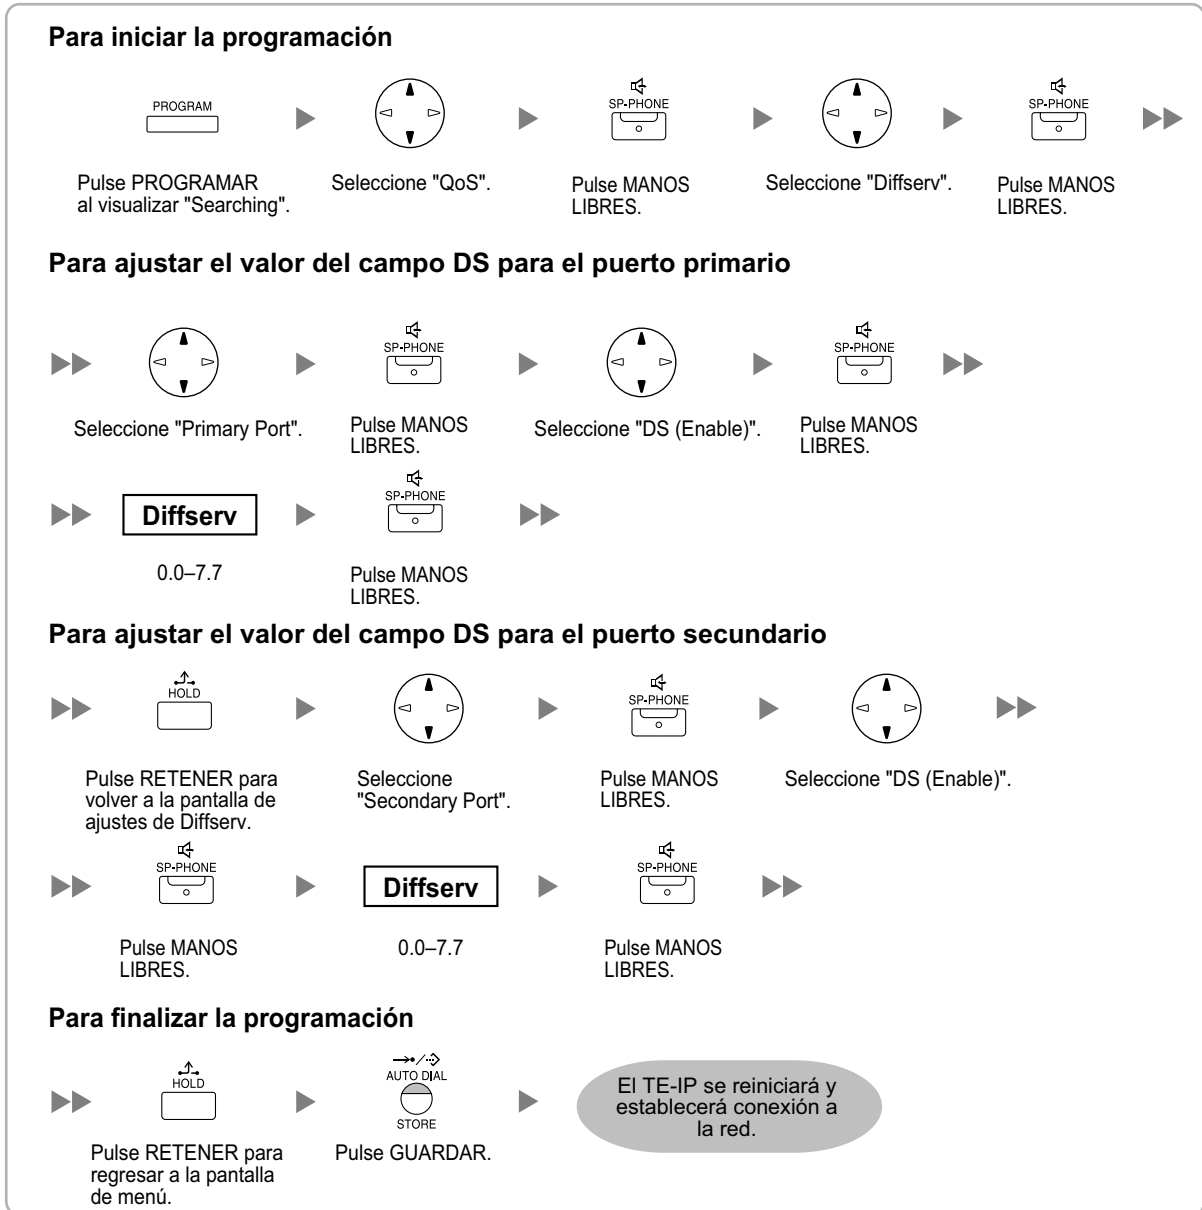 Para iniciar la programación
PROGRAM
SP-PHONE
SP-PHONE
Pulse PROGRAMAR
al visualizar "Searching".
Seleccione "QoS".
Pulse MANOS
LIBRES.
Seleccione "Diffserv".
Pulse MANOS
LIBRES.
Para ajustar el valor del campo DS para el puerto primario
SP-PHONE
SP-PHONE
Seleccione "Primary Port".
Pulse MANOS
LIBRES.
Seleccione "DS (Enable)".
Pulse MANOS
LIBRES.
Diffserv
SP-PHONE
0.0–7.7
Pulse MANOS
LIBRES.
Para ajustar el valor del campo DS para el puerto secundario
HOLD
SP-PHONE
Pulse RETENER para
volver a la pantalla de
ajustes de Diffserv.
Seleccione
"Secondary Port".
Pulse MANOS
LIBRES.
Seleccione "DS (Enable)".
SP-PHONE
Diffserv
SP-PHONE
Pulse MANOS
LIBRES.
0.0–7.7
Pulse MANOS
LIBRES.
Para finalizar la programación
HOLD
AUTO DIAL
STORE
El TE-IP se reiniciará y
establecerá conexión a
la red.
Pulse RETENER para
regresar a la pantalla
de menú.
Pulse GUARDAR.